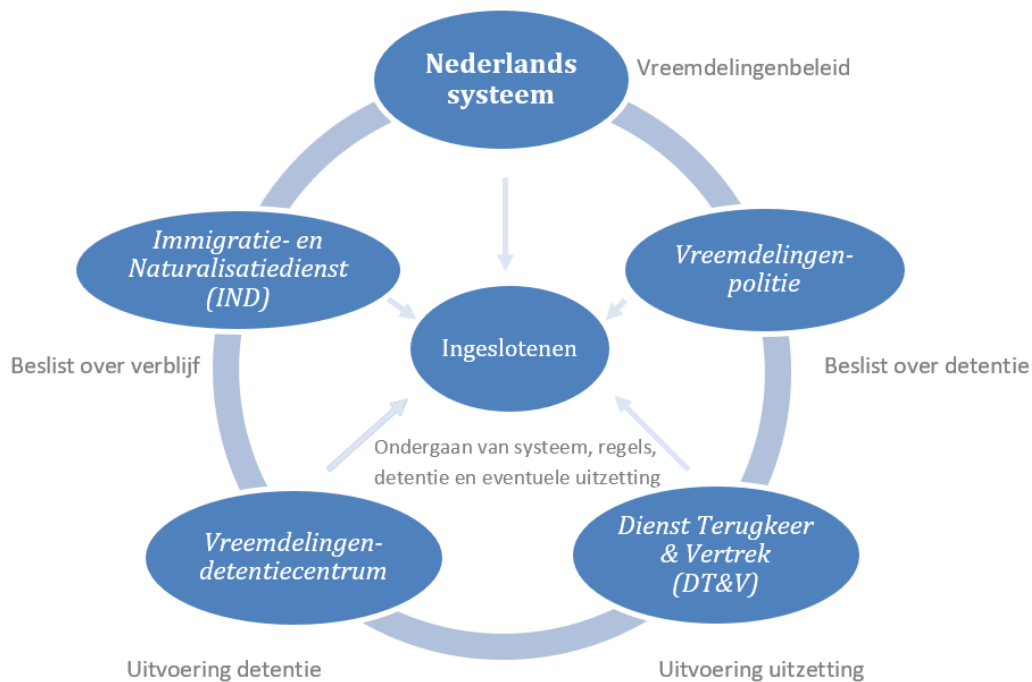 Nederlands
systeem
Vreemdelingenbeleid
Immigratie- en
Naturalisatiedienst
(IND)
Vreemdelingen-
politie
Ingeslotenen
Beslist over verblijf
Beslist over detentie
Ondergaan van systeem, regels,
detentie en eventuele uitzetting
Vreemdelingen-
detentiecentrum
Dienst Terugkeer
& Vertrek
(DT&V)
Uitvoering detentie
Uitvoering uitzetting